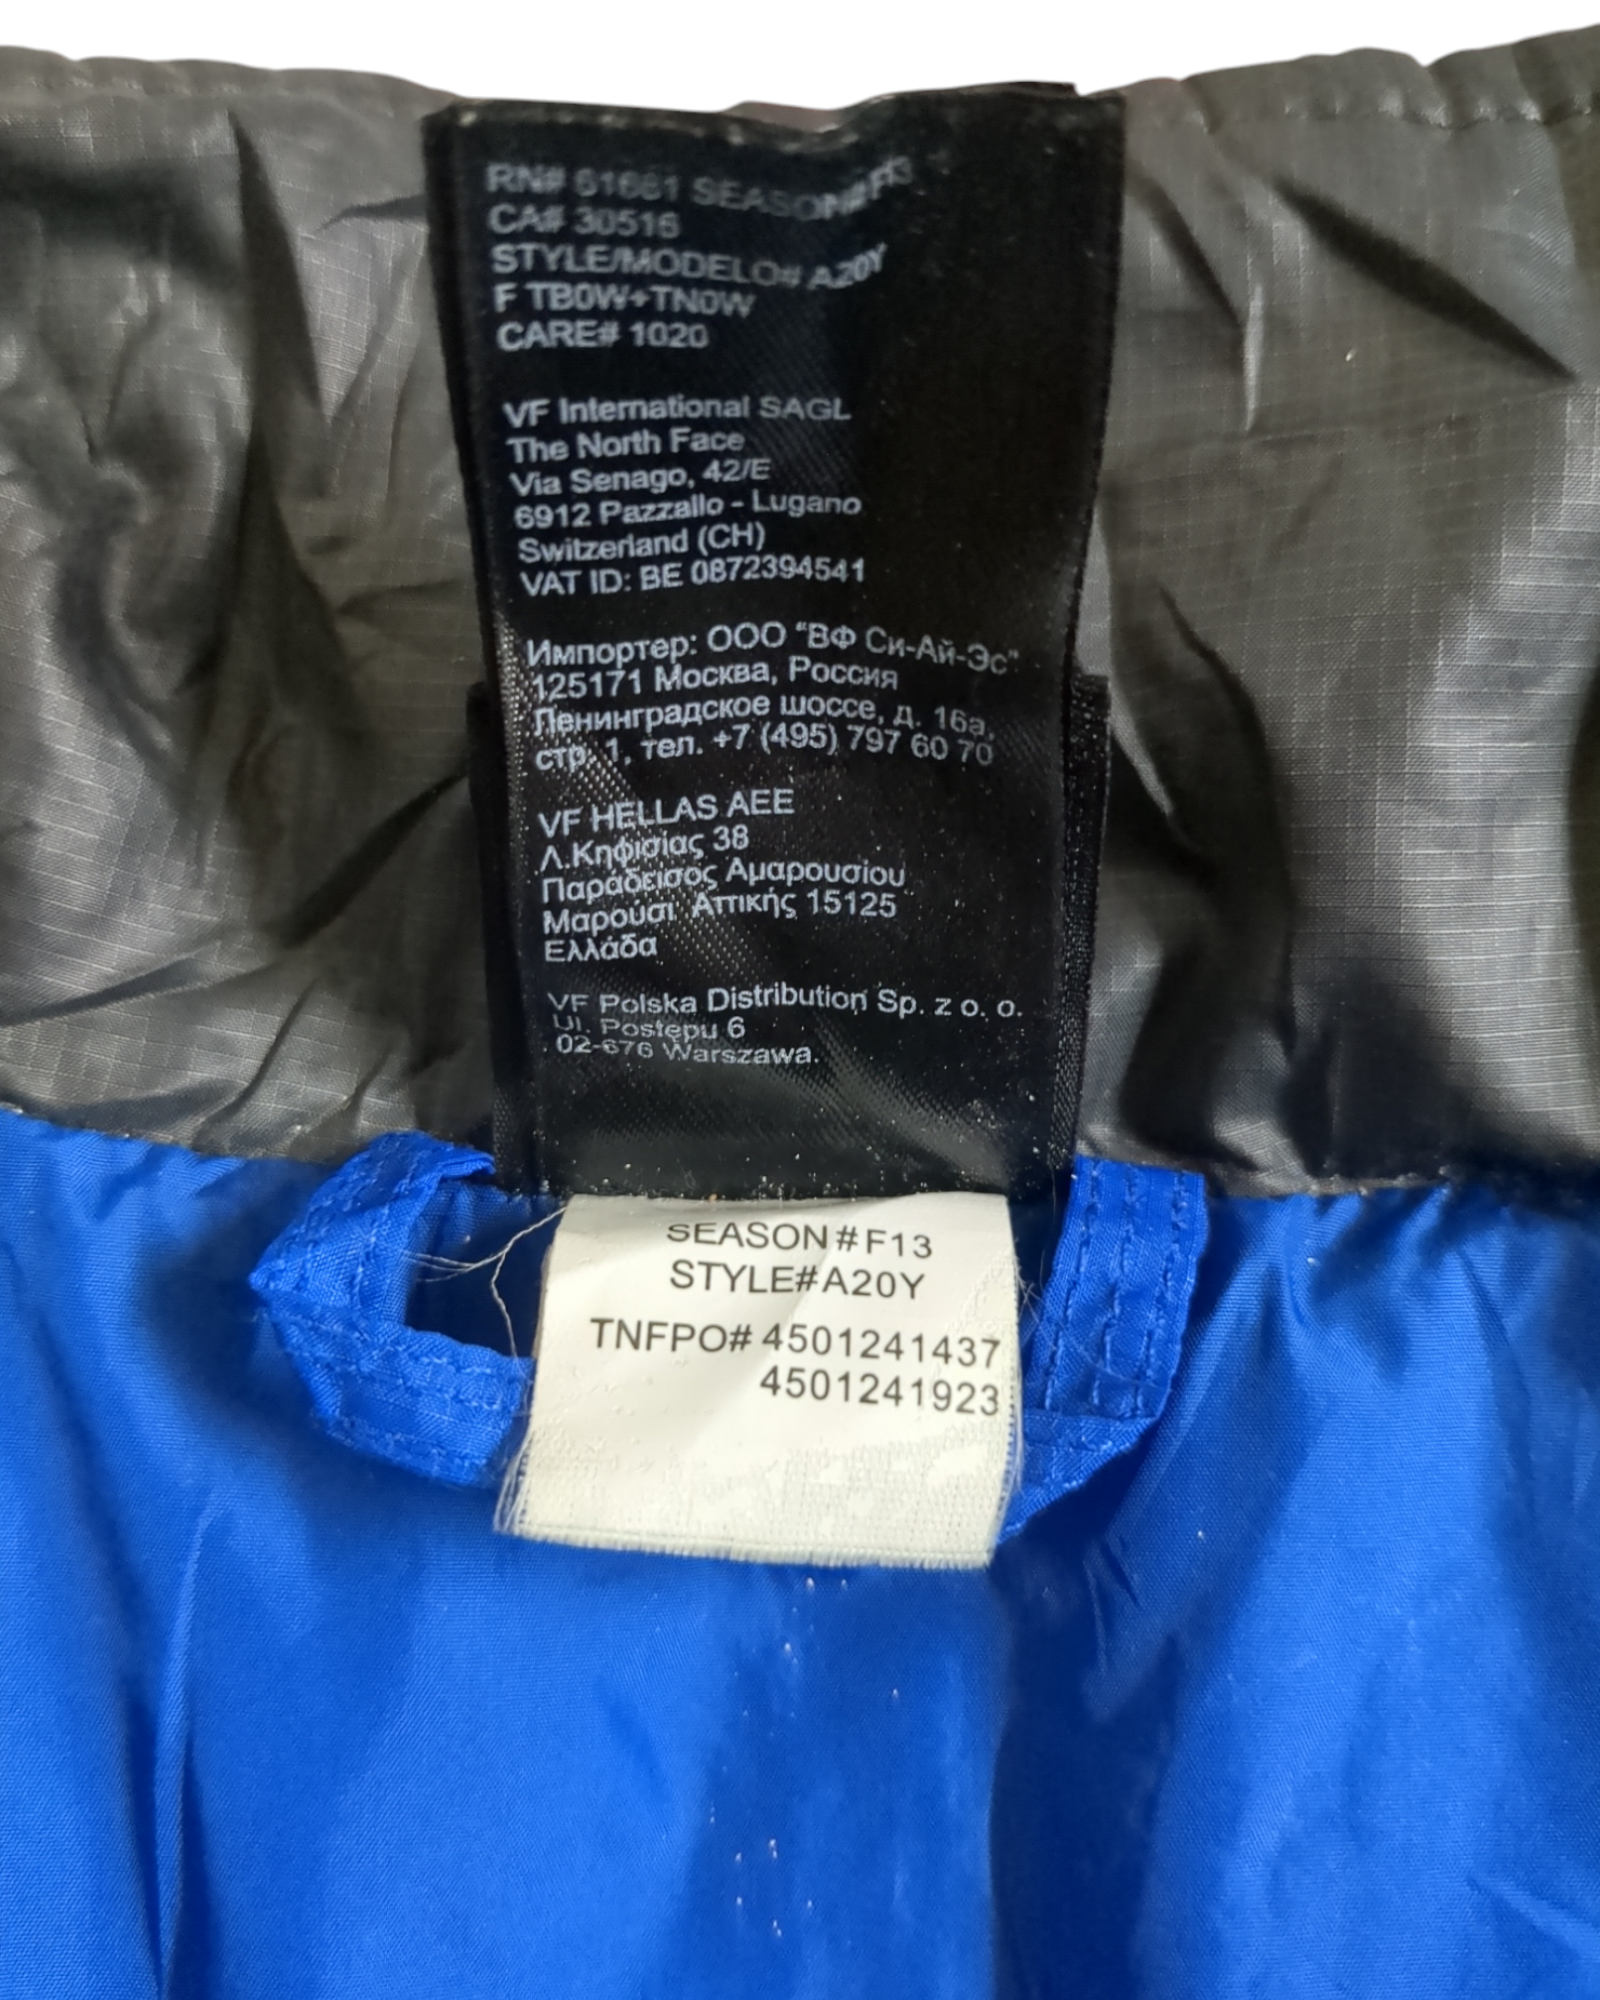 RN# 61661 SEASON# F13
CA# 30516
STYLE/MODELO# A20Y
F TB0W+TN0W
CARE# 1020
VF International SAGL
The North Face
Via Senago, 42/E
6912 Pazzallo - Lugano
Switzerland (CH)
VAT ID: BE 0872394541
Импортер: ООО "ВФ Си-Ай-Эс"
125171 Москва, Россия
Ленинградское шоссе, д. 16а,
стр. 1, тел. +7 (495) 797 60 70
VF HELLAS AEE
Λ.Κηφισίας 38
Παράδεισος Αμαρουσίου
Μαρούσι Αττικής 15125
Ελλάδα
VF Polska Distribution Sp. z o. o.
Ul. Postępu 6
02-676 Warszawa.
SEASON#F13
STYLE#A20Y
TNFPO# 4501241437
4501241923